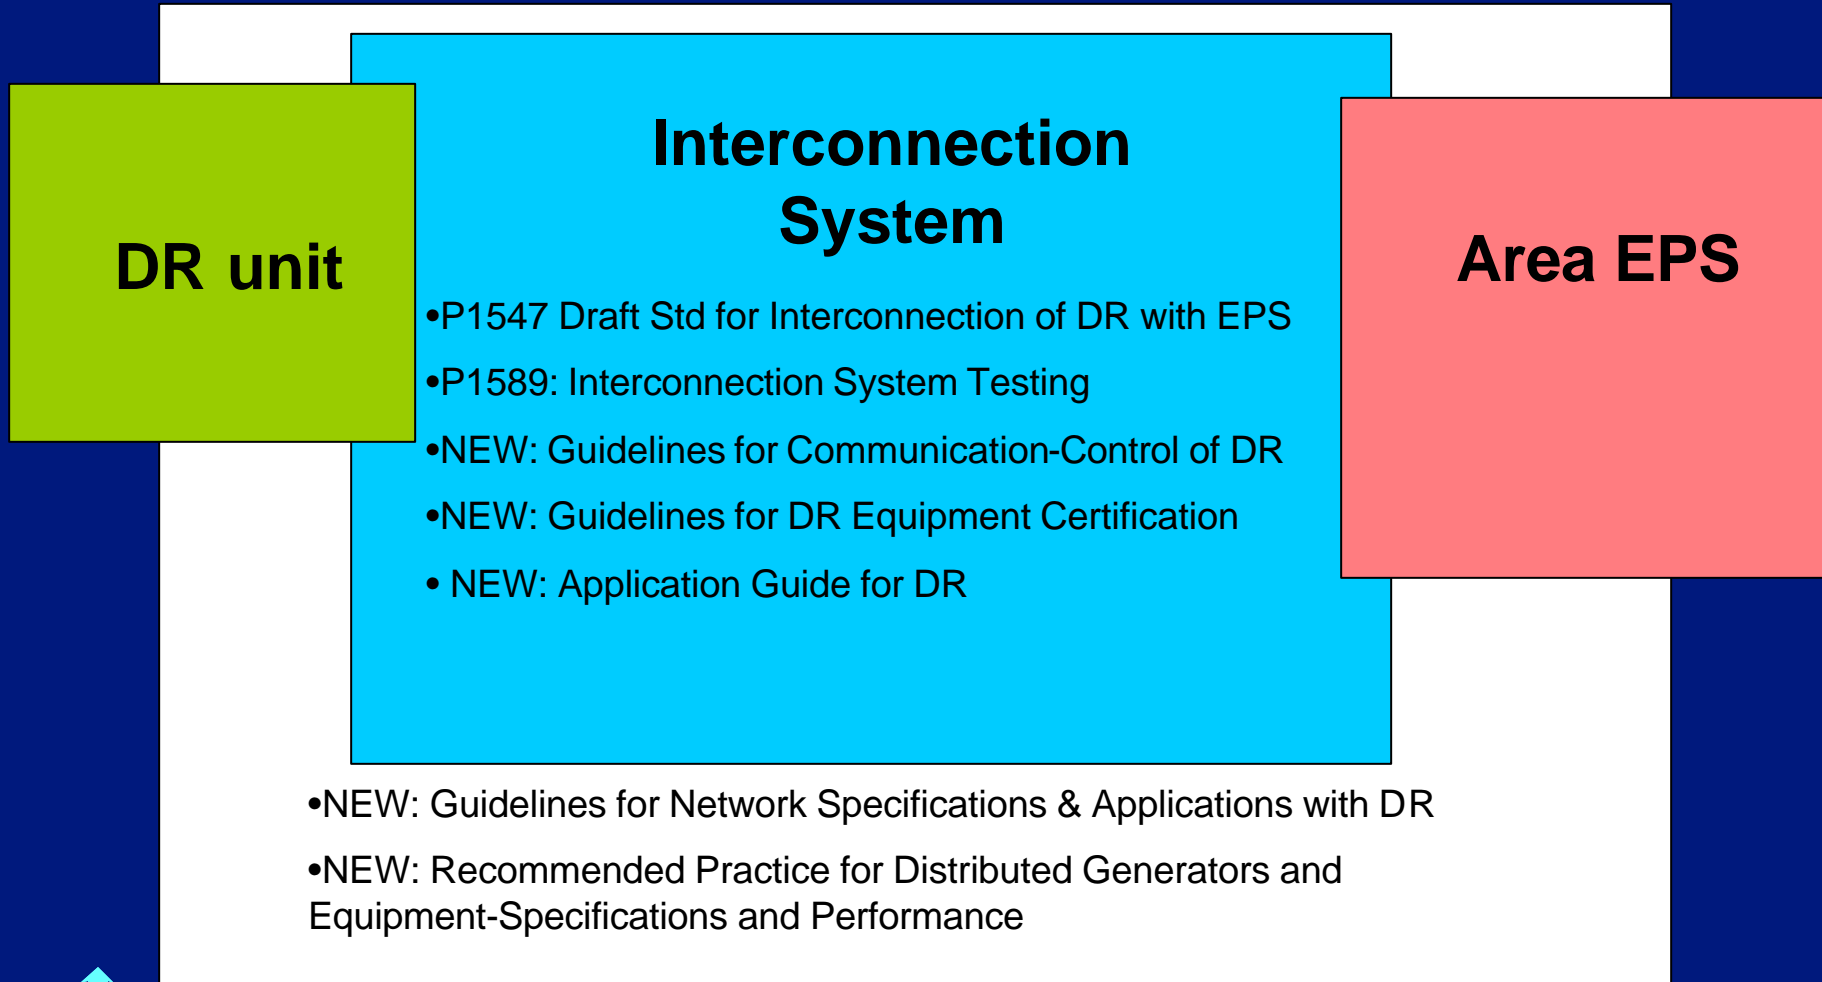 Interconnection
System
DR unit
Area EPS
•P1547 Draft Std for Interconnection of DR with EPS
•P1589: Interconnection System Testing
•NEW: Guidelines for Communication-Control of DR
•NEW: Guidelines for DR Equipment Certification
• NEW: Application Guide for DR
•NEW: Guidelines for Network Specifications & Applications with DR
•NEW: Recommended Practice for Distributed Generators and
Equipment-Specifications and Performance